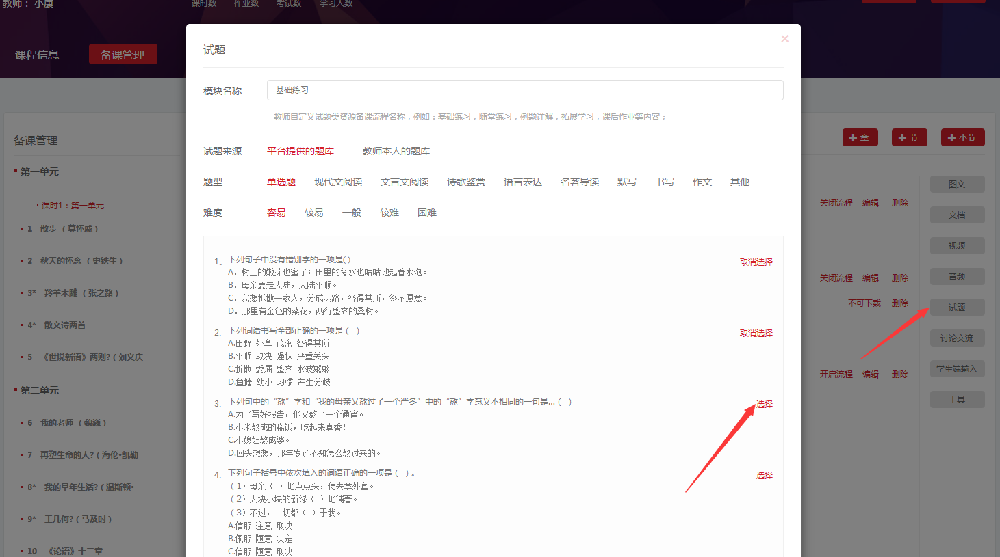 教师： 小康
课时数 作业数 考试数 学习人数
课程信息 备课管理
备课管理
第一单元
课时1：第一单元
1 散步 （ 莫怀戚 ）
2 秋天的怀念 （ 史铁生 ）
3* 羚羊木雕 （ 张之路 ）
4* 散文诗两首
5 《世说新语》两则?（ 刘义庆
第二单元
6 我的老师 （ 魏巍 ）
7 再塑生命的人?（ 海伦•凯勒
8* 我的早年生活?（ 温斯顿•
9* 王几何?（ 马及时 ）
10 《论语》十二章
试题
×
模块名称 基础练习
教师自定义试题类资源备课流程名称，例如：基础练习，随堂练习，例题详解，拓展学习，课后作业等内容；
试题来源 平台提供的题库 教师本人的题库
题型 单选题 现代文阅读 文言文阅读 诗歌鉴赏 语言表达 名著导读 默写 书写 作文 其他
难度 容易 较易 一般 较难 困难
1、 下列句子中没有错别字的一项是( ) 取消选择
A．树上的嫩芽也蜜了；田里的冬水也咕咕地起着水泡。
B．母亲要走大陆，大陆平顺。
C．我想柝散一家人，分成两路，各得其所，终不愿意。
D．那里有金色的菜花，两行整齐的桑树。
2、 下列词语书写全部正确的一项是（ ） 取消选择
A.田野 外套 茂密 各得其所
B.平顺 取决 强状 严重关头
C.折散 委屈 整齐 水波粼粼
D.鱼搪 幼小 习惯 产生分歧
3、 下列句中的“熬”字和“我的母亲又熬过了一个严冬”中的“熬”字意义不相同的一句是...（ ） 选择
A.为了写好报告，他又熬了一个通宵。
B.小米熬成的稀饭，吃起来真香！
C.小媳妇熬成婆。
D.回头想想，那年岁还不知怎么熬过来的。
4、 下列句子括号中依次填入的词语正确的一项是（ ）。 选择
（1）母亲（ ）地点点头，便去拿外套。
（2）大块小块的新绿（ ）地铺着。
（3）不过，一切都（ ）于我。
A.信服 注意 取决
B.佩服 随意 决定
C.信服 随意 取决
章 节 小节
关闭流程 编辑 删除
关闭流程 编辑 删除
不可下载 删除
开启流程 编辑 删除
图文
文档
视频
音频
试题
讨论交流
学生端输入
工具